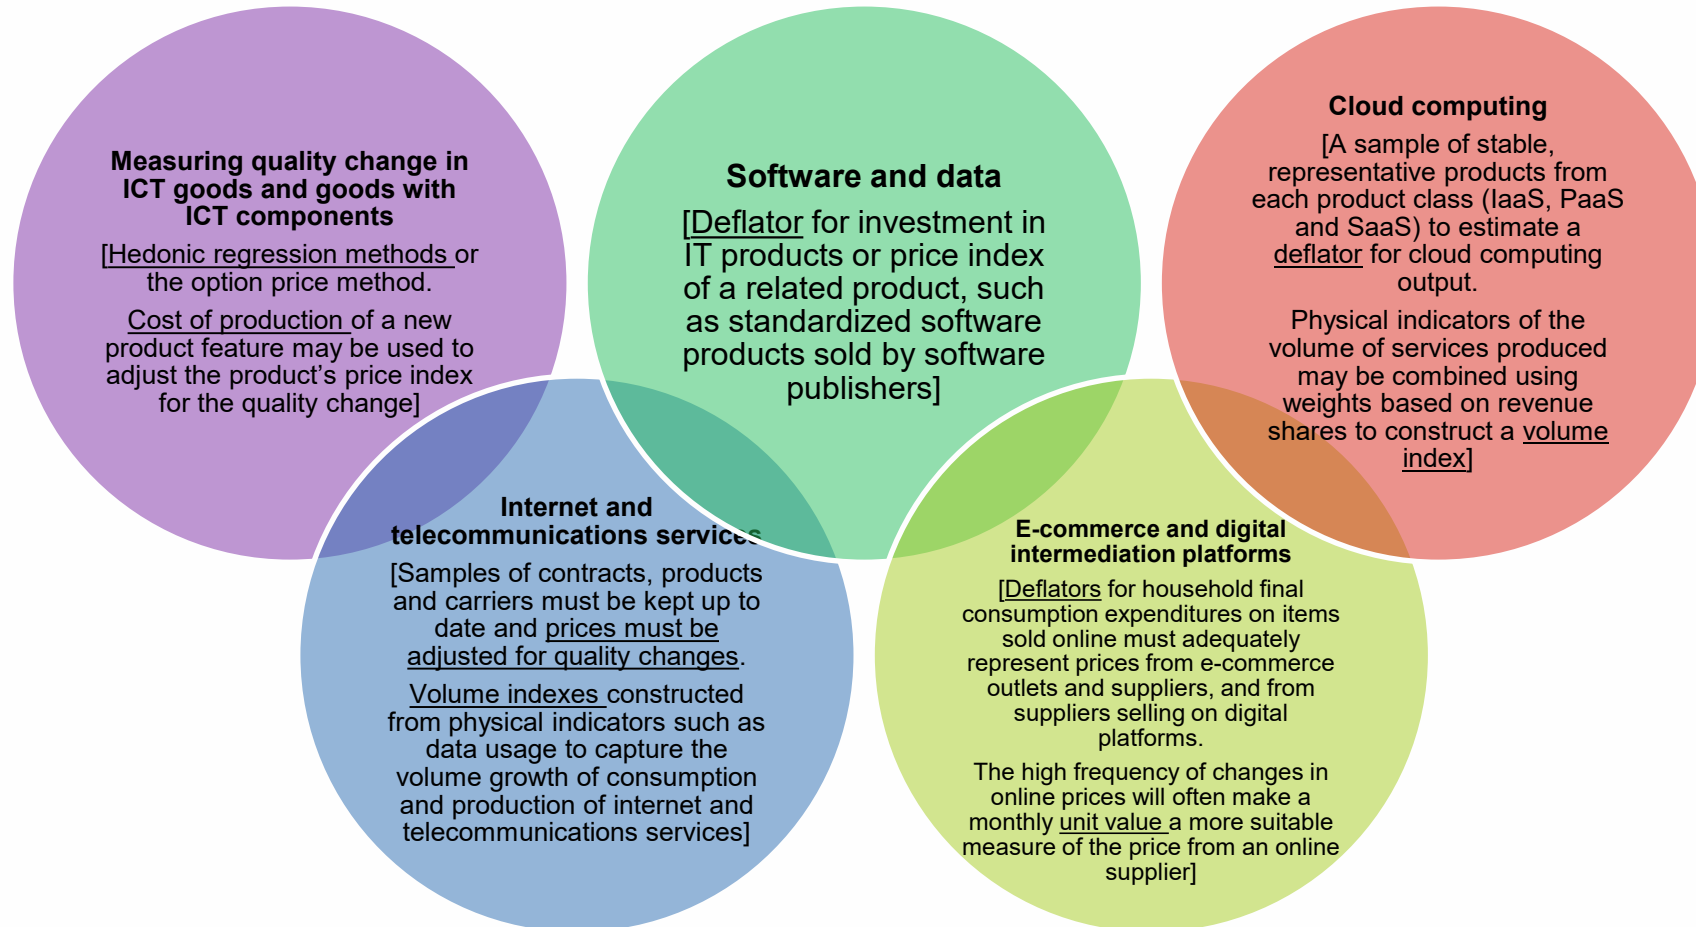 Measuring quality change in
ICT goods and goods with
ICT components
[Hedonic regression methods or
the option price method.
Cost of production of a new
product feature may be used to
adjust the product's price index
for the quality change]
Internet and
telecommunications services
[Samples of contracts, products
and carriers must be kept up to
date and prices must be
adjusted for quality changes.
Volume indexes constructed
from physical indicators such as
data usage to capture the
volume growth of consumption
and production of internet and
telecommunications services]
Software and data
[Deflator for investment in
IT products or price index
of a related product, such
as standardized software
products sold by software
publishers]
E-commerce and digital
intermediation platforms
[Deflators for household final
consumption expenditures on items
sold online must adequately
represent prices from e-commerce
outlets and suppliers, and from
suppliers selling on digital
platforms.
The high frequency of changes in
online prices will often make a
monthly unit value a more suitable
measure of the price from an online
supplier]
Cloud computing
[A sample of stable,
representative products from
each product class (IaaS, PaaS
and SaaS) to estimate a
deflator for cloud computing
output.
Physical indicators of the
volume of services produced
may be combined using
weights based on revenue
shares to construct a volume
index]